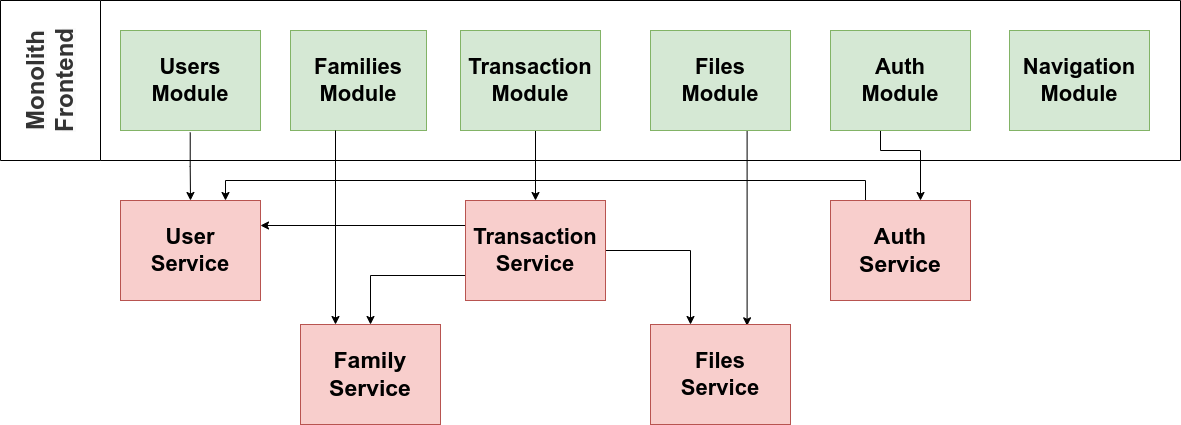 Monolith
Frontend
Users
Module
Families
Module
Transaction
Module
Files
Module
Auth
Module
Navigation
Module
User
Service
Transaction
Service
Auth
Service
Family
Service
Files
Service